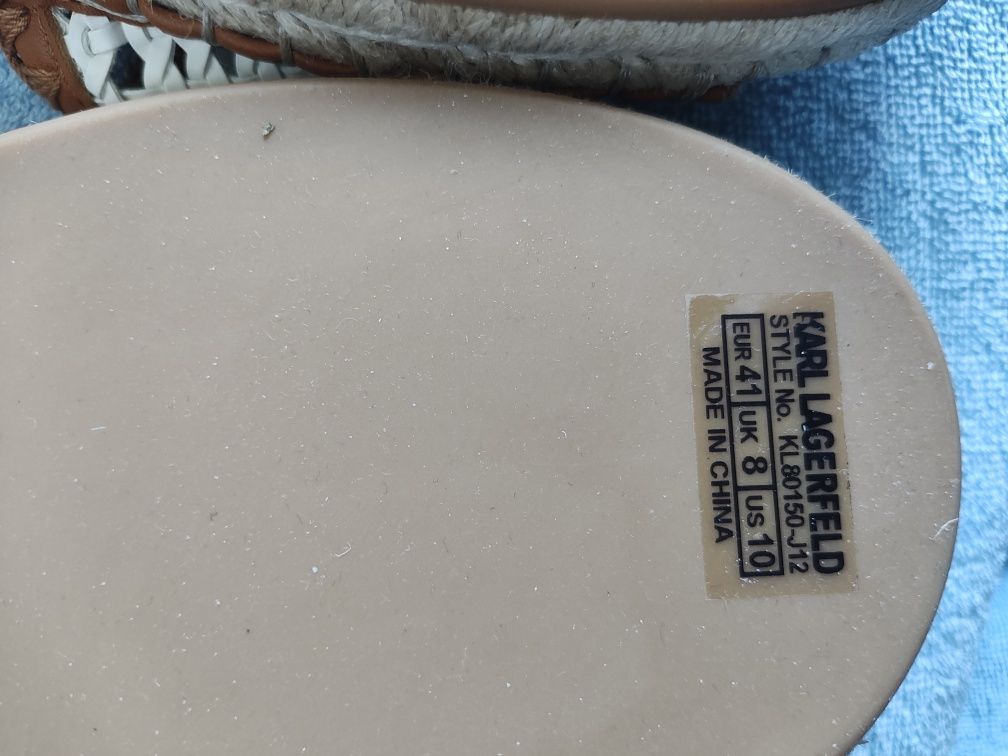 KARL LAGERFELD
STYLE No. KL80150-J12
EUR 41 UK 8 US 10
MADE IN CHINA